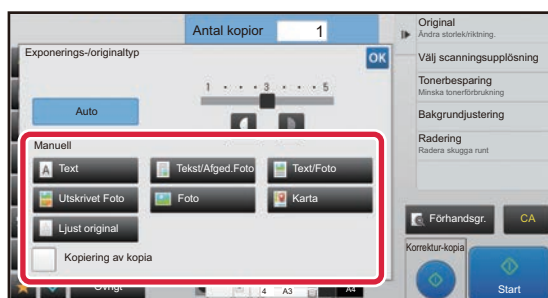 Antal kopior 1
Exponerings-/originaltyp
OK
1 3 5
Auto
Manuell
A Text
Tekst/Afged.Foto
Text/Foto
Utskrivet Foto
Foto
Karta
Ljust original
Kopiering av kopia
Övrigt
4 A3
A4
Original
Ändra storlek/riktning.
Välj scanningsupplösning
Tonerbesparing
Minska tonerförbrukning
Bakgrundjustering
Radering
Radera skugga runt
Förhandsgr.
CA
Korrektur-kopia
Start